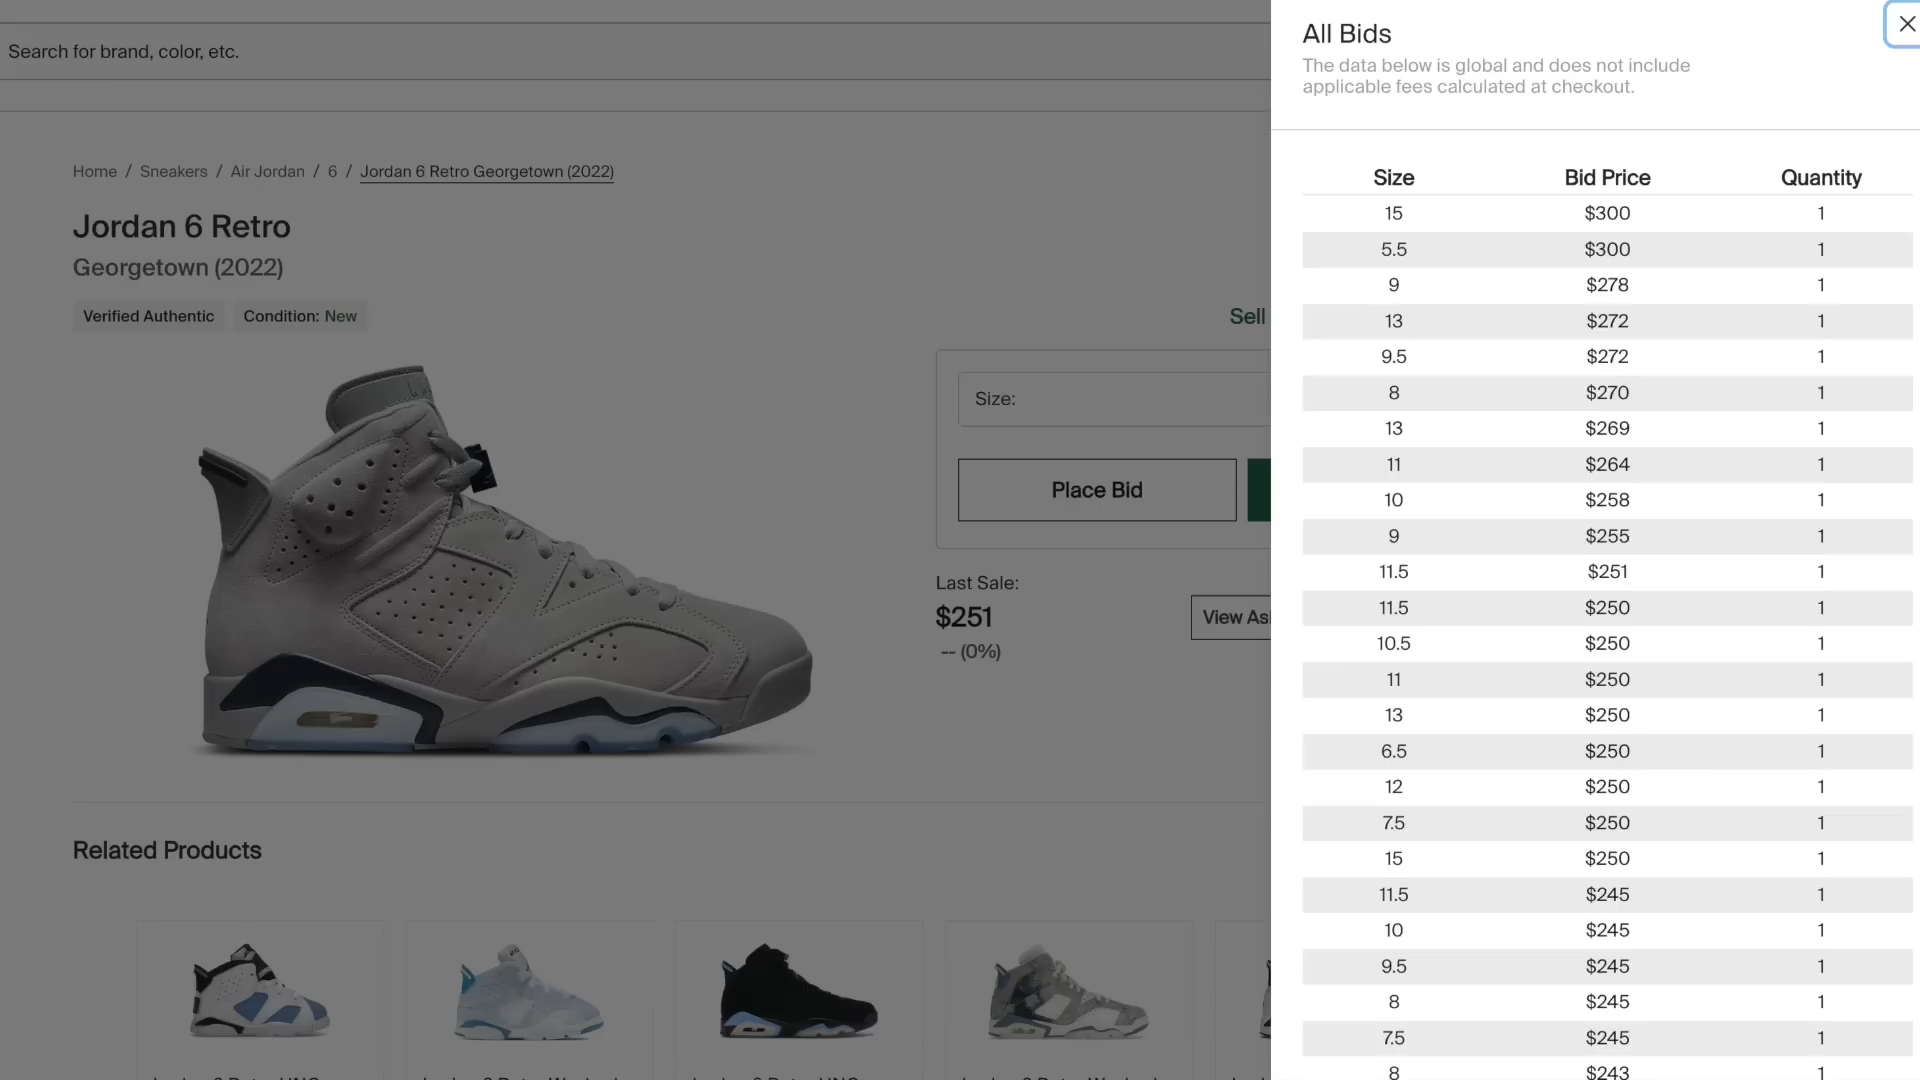 Search for brand, color, etc.
Home / Sneakers / Air Jordan / 6 / Jordan 6 Retro Georgetown (2022)
Jordan 6 Retro
Georgetown (2022)
Verified Authentic
Condition: New
Sell
Size:
Place Bid
Last Sale:
$251
-- (0%)
View
Related Products
All Bids
The data below is global and does not include
applicable fees calculated at checkout.
Size Bid Price Quantity
15 $300 1
5.5 $300 1
9 $278 1
13 $272 1
9.5 $272 1
8 $270 1
13 $269 1
11 $264 1
10 $258 1
9 $255 1
11.5 $251 1
11.5 $250 1
10.5 $250 1
11 $250 1
13 $250 1
6.5 $250 1
12 $250 1
7.5 $250 1
15 $250 1
11.5 $245 1
10 $245 1
9.5 $245 1
8 $245 1
7.5 $245 1
8 $243 1